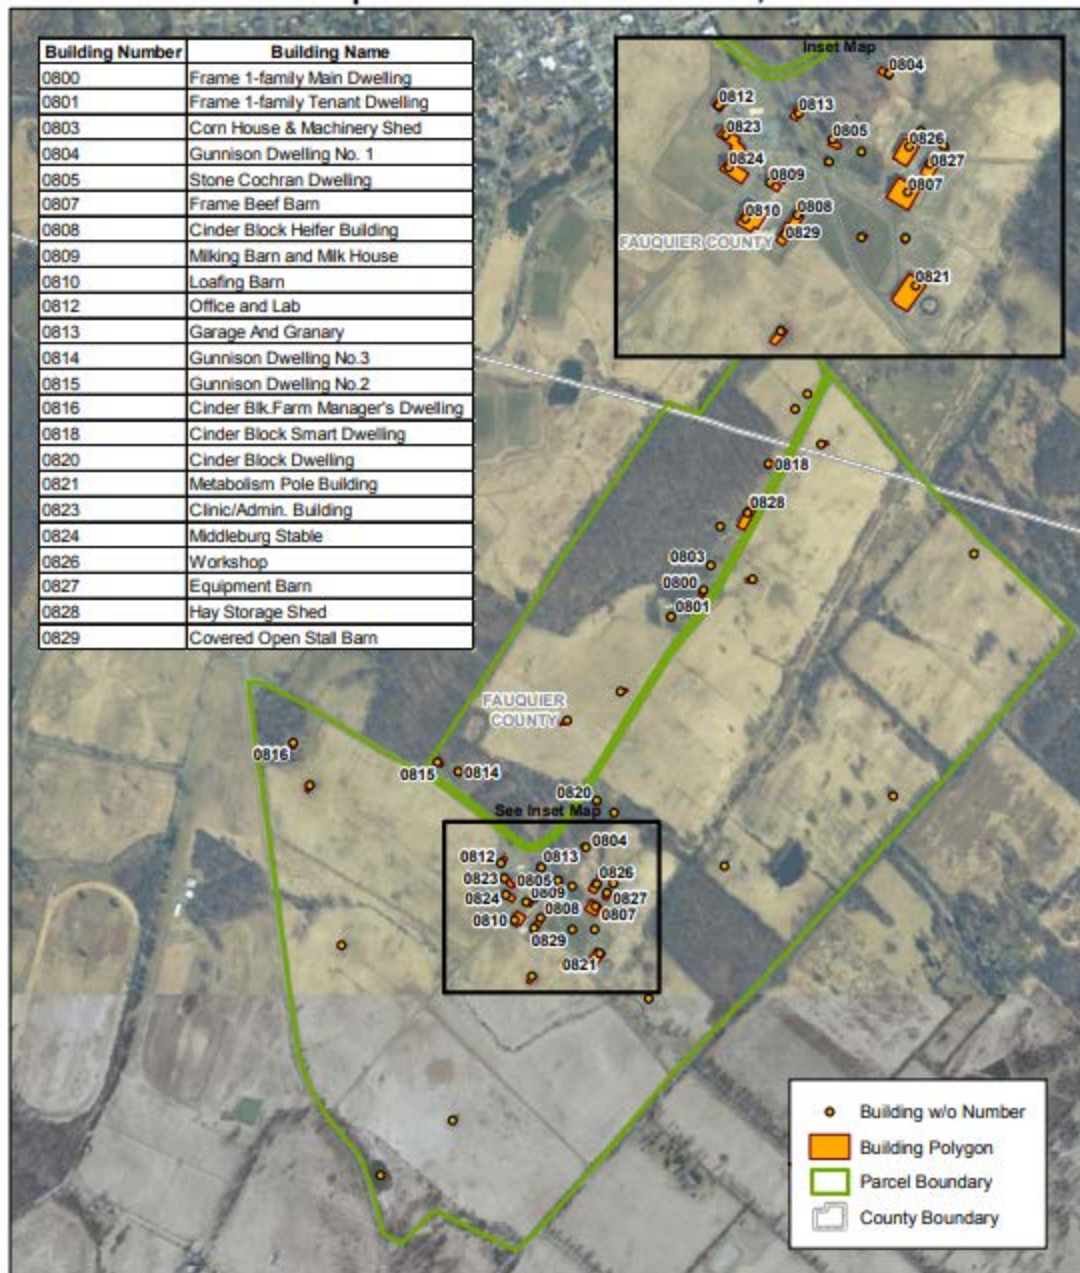 Building Number Building Name
0800 Frame 1-family Main Dwelling
0801 Frame 1-family Tenant Dwelling
0803 Corn House & Machinery Shed
0804 Gunnison Dwelling No. 1
0805 Stone Cochran Dwelling
0807 Frame Beef Barn
0808 Cinder Block Heifer Building
0809 Milking Barn and Milk House
0810 Loafing Barn
0812 Office and Lab
0813 Garage And Granary
0814 Gunnison Dwelling No.3
0815 Gunnison Dwelling No.2
0816 Cinder Blk.Farm Manager's Dwelling
0818 Cinder Block Smart Dwelling
0820 Cinder Block Dwelling
0821 Metabolism Pole Building
0823 Clinic/Admin. Building
0824 Middleburg Stable
0826 Workshop
0827 Equipment Barn
0828 Hay Storage Shed
0829 Covered Open Stall Barn
Inset Map
0804
0812
0813
0823
0805
0826
0824
0827
0809
0807
0810
0808
0829
FAUQUIER COUNTY
0821
0818
0828
0803
0800
0801
FAUQUIER
COUNTY
0816
0815
0814
0820
See Inset Map
0804
0812
0813
0823
0805
0826
0824
0809
0827
0810
0808
0807
0829
0821
Building w/o Number
Building Polygon
Parcel Boundary
County Boundary